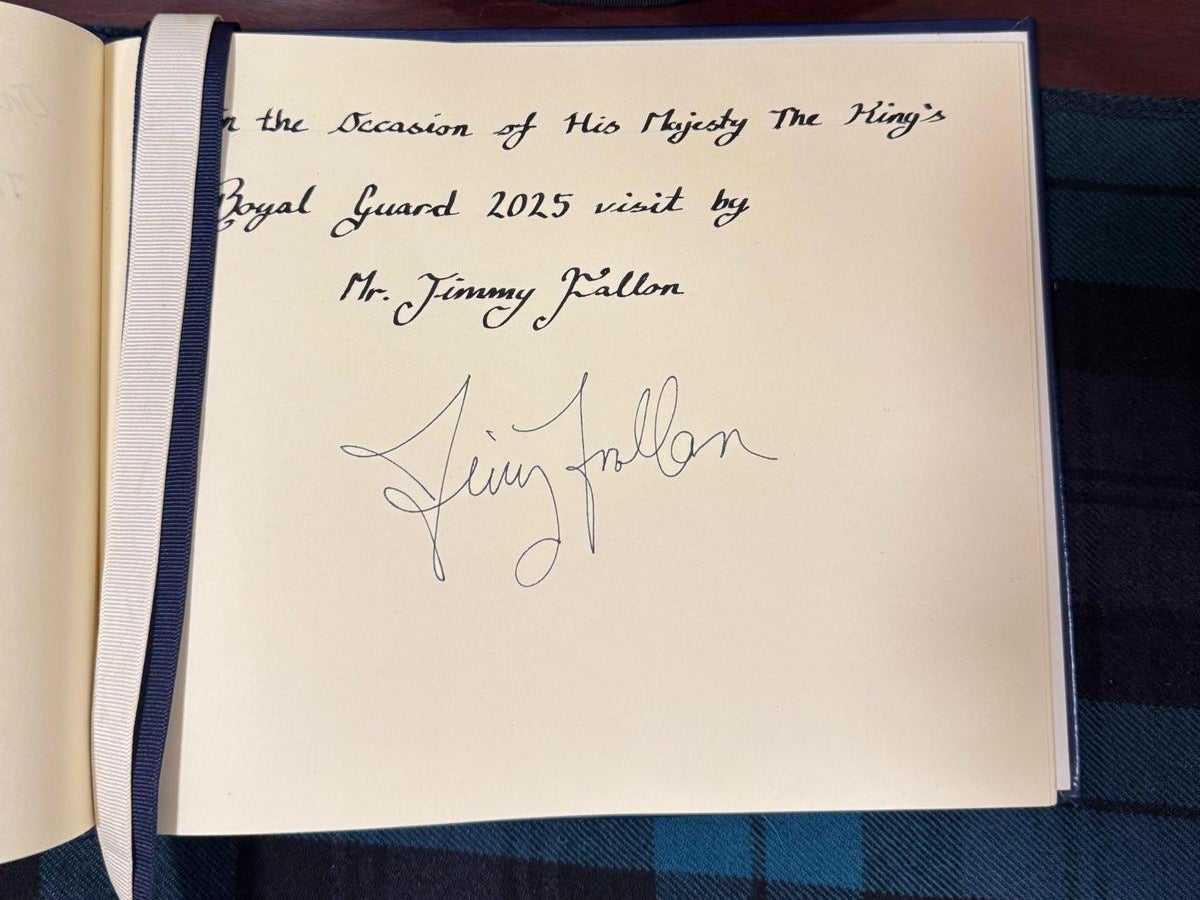 n the Occasion of His Majesty The King's
Royal Guard 2025 visit by
Mr. Jimmy Fallon
Jimmy Fallon